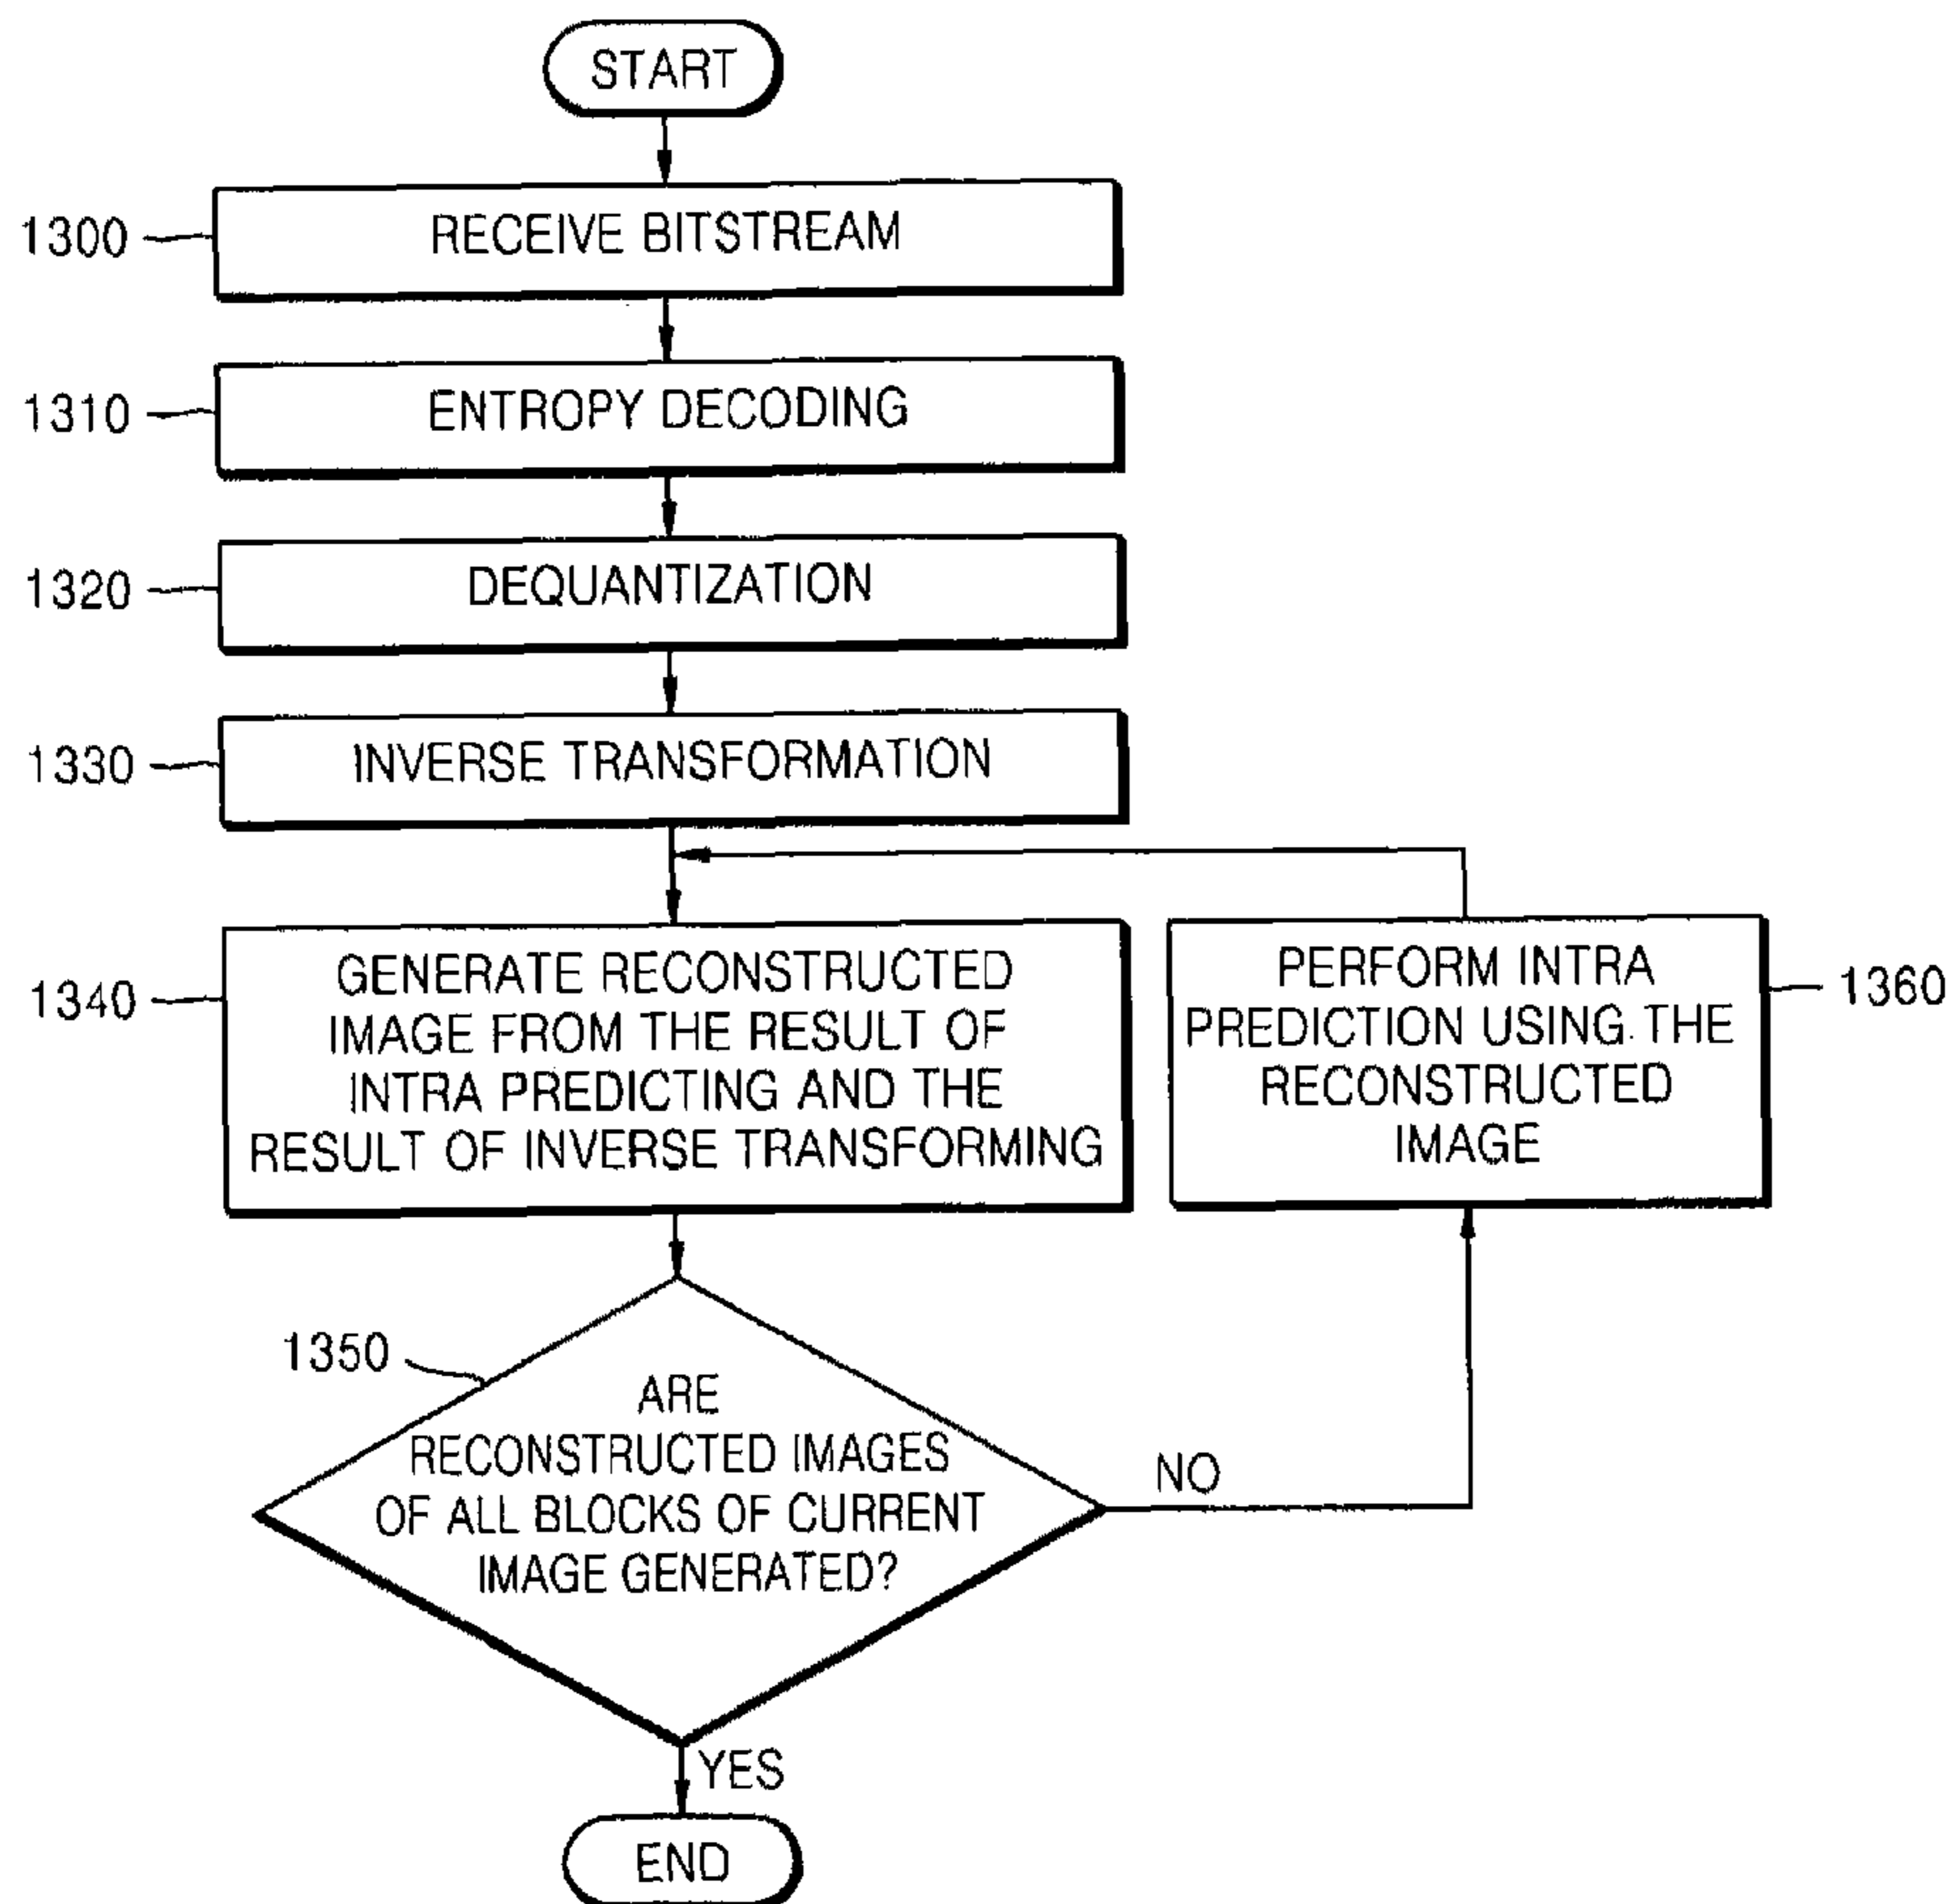 START
1300
RECEIVE BITSTREAM
1310
ENTROPY DECODING
1320
DEQUANTIZATION
1330
INVERSE TRANSFORMATION
1340
GENERATE RECONSTRUCTED
IMAGE FROM THE RESULT OF
INTRA PREDICTING AND THE
RESULT OF INVERSE TRANSFORMING
PERFORM INTRA
PREDICTION USING THE
RECONSTRUCTED
IMAGE
1360
1350
ARE
RECONSTRUCTED IMAGES
OF ALL BLOCKS OF CURRENT
IMAGE GENERATED?
NO
YES
END